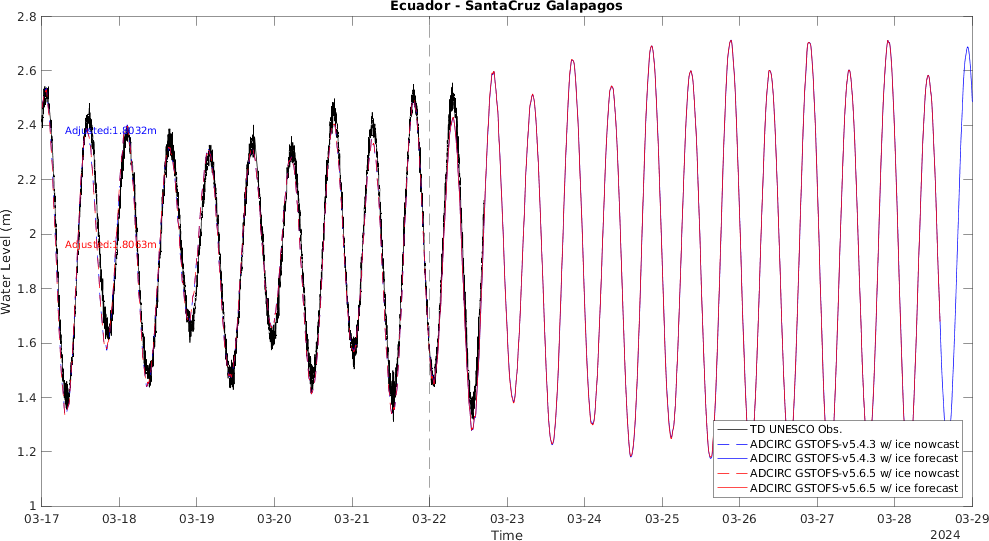 Ecuador - SantaCruz Galapagos
Water Level (m)
2.8
2.6
2.4
2.2
2
1.8
1.6
1.4
1.2
1
Adjusted:1.8032m
Adjusted:1.8063m
TD UNESCO Obs.
ADCIRC GSTOFS-v5.4.3 w/ ice nowcast
ADCIRC GSTOFS-v5.4.3 w/ ice forecast
ADCIRC GSTOFS-v5.6.5 w/ ice nowcast
ADCIRC GSTOFS-v5.6.5 w/ ice forecast
03-17 03-18 03-19 03-20 03-21 03-22 03-23 03-24 03-25 03-26 03-27 03-28 03-29
Time
2024